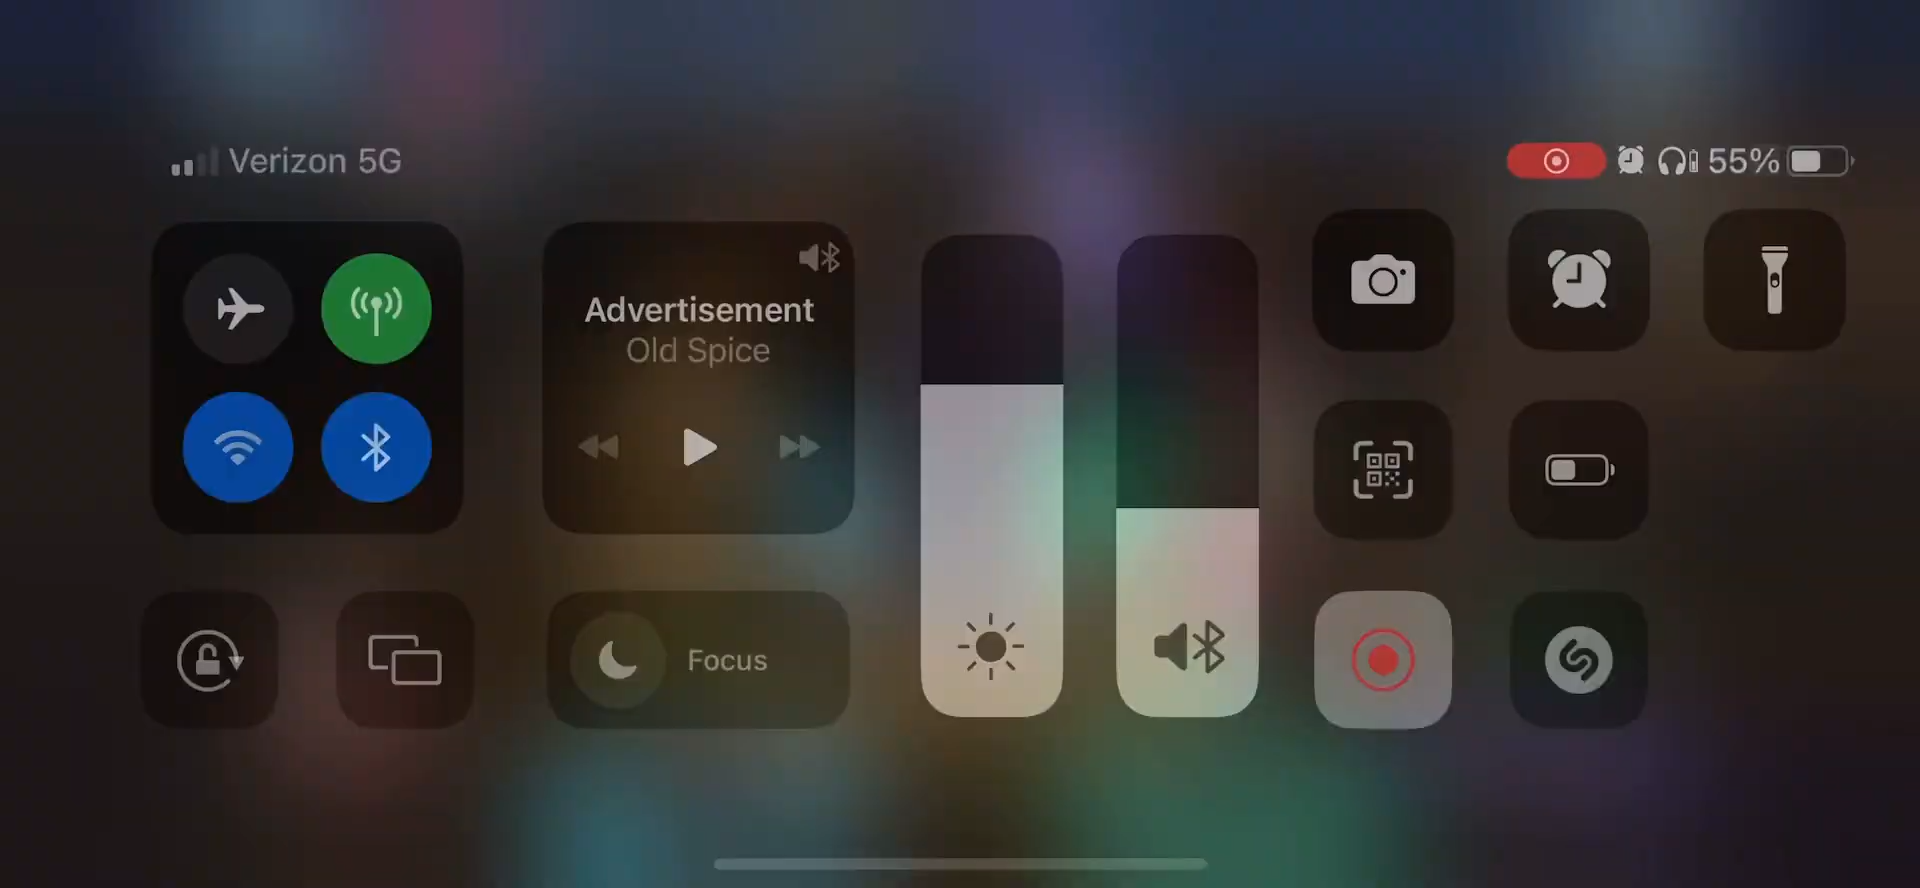 Verizon 5G
55%
Advertisement
Old Spice
Focus